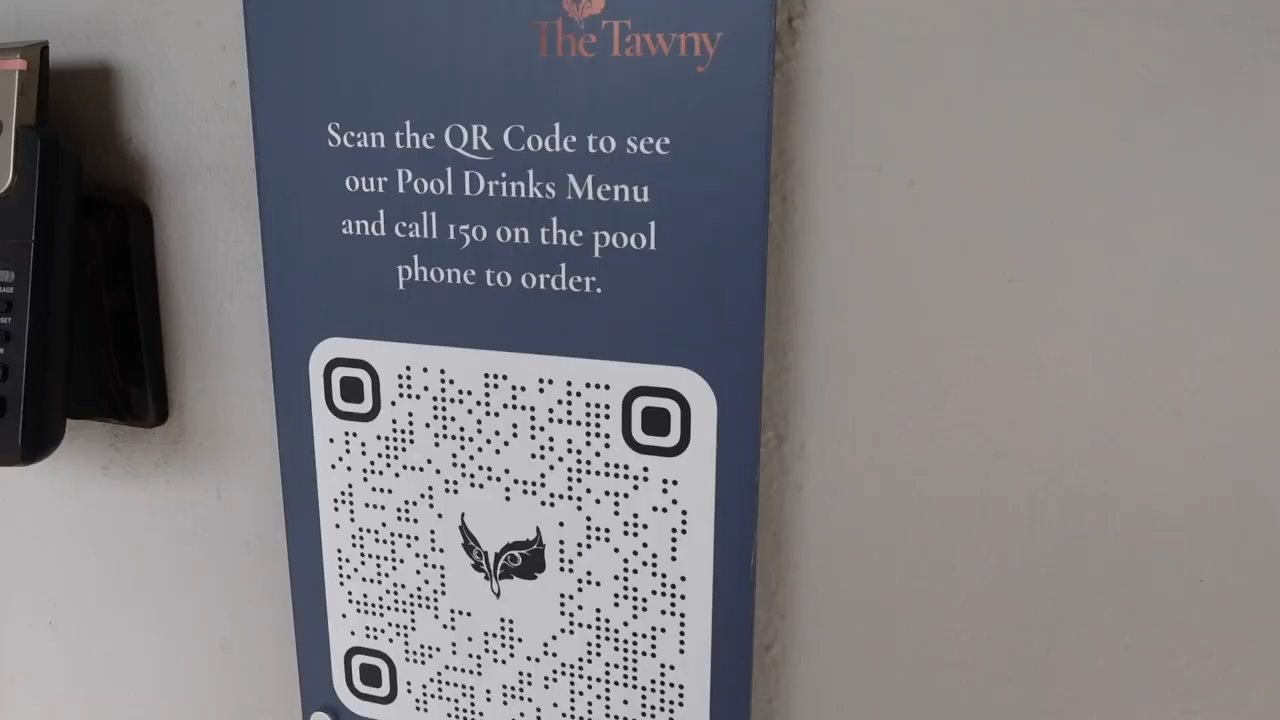 The Tawny
Scan the QR Code to see
our Pool Drinks Menu
and call 150 on the pool
phone to order.